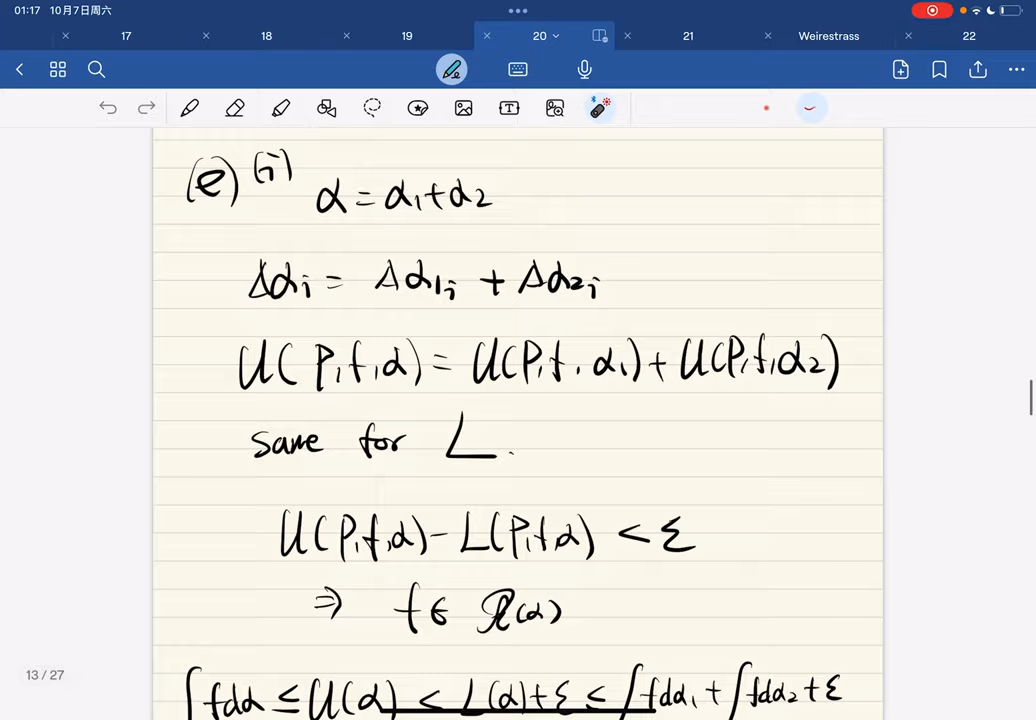 01:17 10月7日周六
17 18 19 20 21 Weirestrass 22
(e) (i) α = α₁+α₂
Δαᵢ = Δα₁ᵢ + Δα₂ᵢ
U(P,f,α) = U(P,f,α₁) + U(P,f,α₂)
same for L.
U(P,f,α) - L(P,f,α) < ε
⇒ f ∈ ℛ(α)
13 / 27
∫fdα ≤ U(α) < L(α)+ε ≤ ∫fdα₁ + ∫fdα₂ + ε